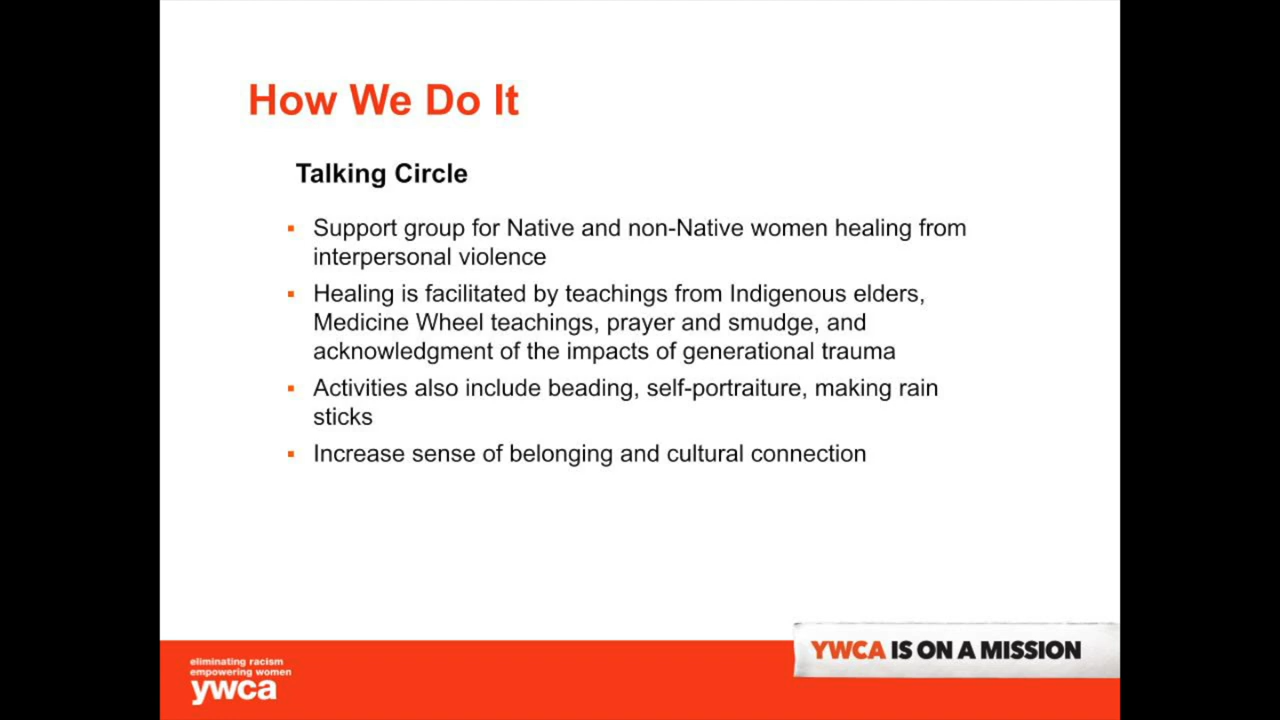 How We Do It
Talking Circle
▪ Support group for Native and non-Native women healing from
interpersonal violence
▪ Healing is facilitated by teachings from Indigenous elders,
Medicine Wheel teachings, prayer and smudge, and
acknowledgment of the impacts of generational trauma
▪ Activities also include beading, self-portraiture, making rain
sticks
▪ Increase sense of belonging and cultural connection
YWCA IS ON A MISSION
eliminating racism
empowering women
ywca